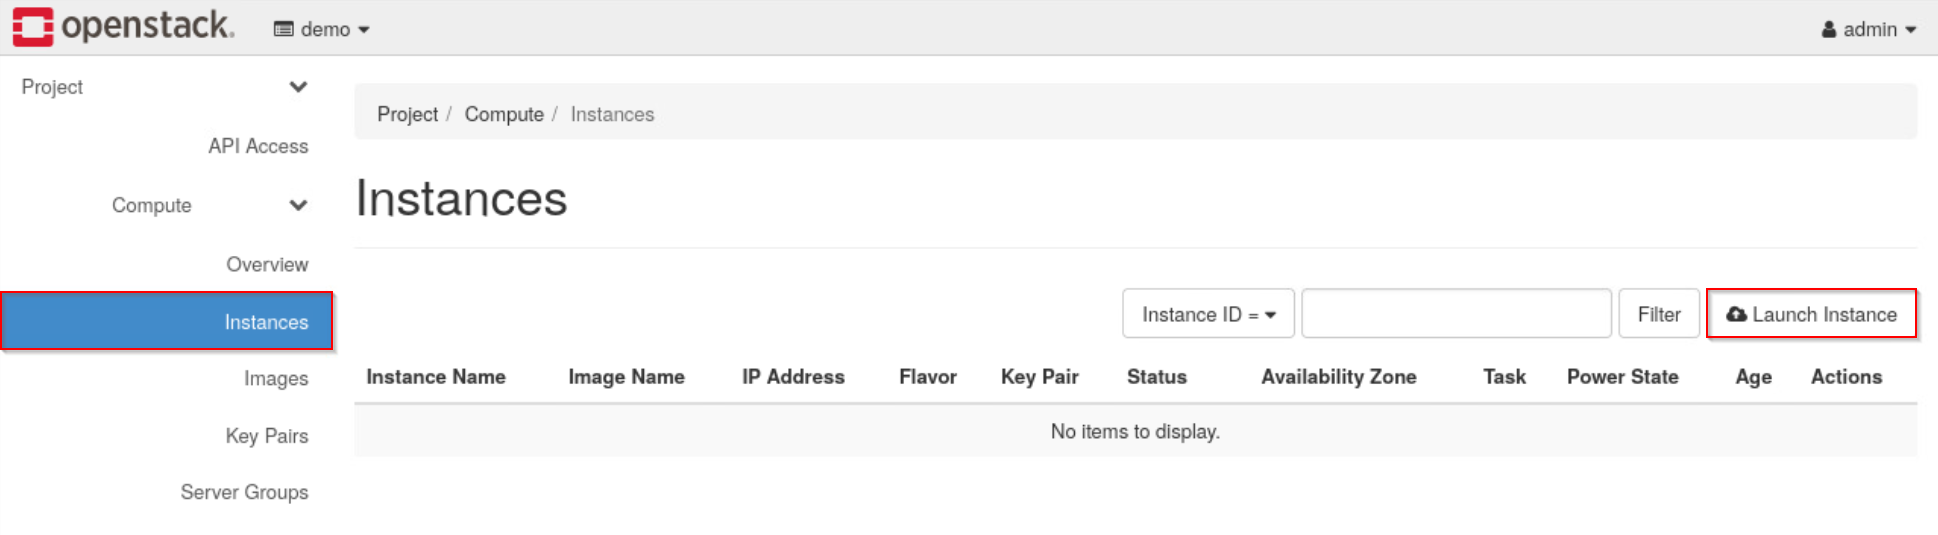 openstack. demo admin
Project
API Access
Compute
Overview
Instances
Images
Key Pairs
Server Groups
Project / Compute / Instances
Instances
Instance ID = Filter Launch Instance
Instance Name Image Name IP Address Flavor Key Pair Status Availability Zone Task Power State Age Actions
No items to display.